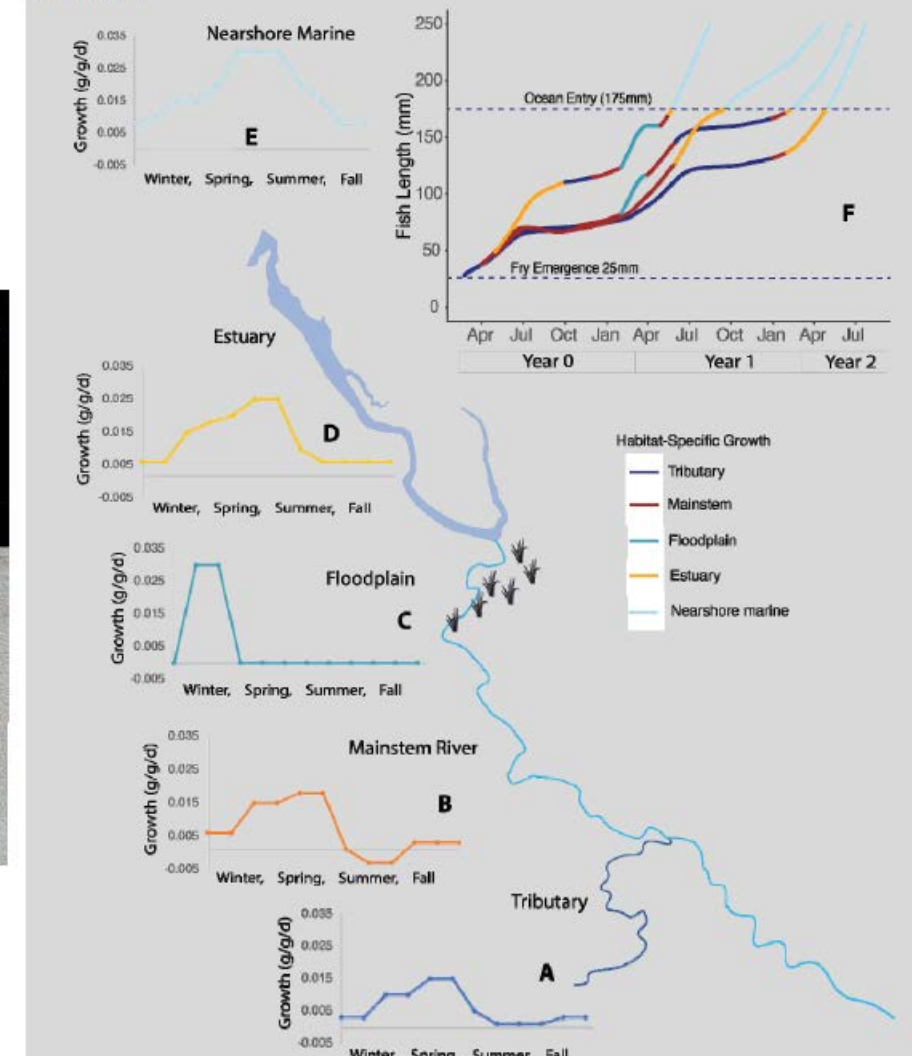 Nearshore Marine
Growth (g/g/d)
0.035
0.025
0.015
0.005
-0.005
E
Winter, Spring, Summer, Fall
Fish Length (mm)
250
200
150
100
50
0
Ocean Entry (175mm)
F
Fry Emergence 25mm
Apr Jul Oct Jan Apr Jul Oct Jan Apr Jul
Year 0 Year 1 Year 2
Estuary
Growth (g/g/d)
0.035
0.025
0.015
0.005
-0.005
D
Winter, Spring, Summer, Fall
Habitat-Specific Growth
Tributary
Mainstem
Floodplain
Estuary
Nearshore marine
Floodplain
Growth (g/g/d)
0.035
0.025
0.015
0.005
-0.005
C
Winter, Spring, Summer, Fall
Mainstem River
Growth (g/g/d)
0.035
0.025
0.015
0.005
-0.005
B
Winter, Spring, Summer, Fall
Tributary
Growth (g/g/d)
0.035
0.025
0.015
0.005
-0.005
A
Winter, Spring, Summer, Fall